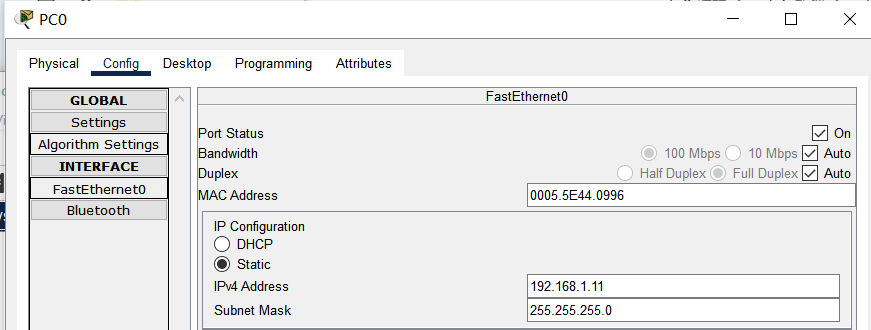 PC0
Physical Config Desktop Programming Attributes
GLOBAL
Settings
Algorithm Settings
INTERFACE
FastEthernet0
Bluetooth
FastEthernet0
Port Status On
Bandwidth 100 Mbps 10 Mbps Auto
Duplex Half Duplex Full Duplex Auto
MAC Address 0005.5E44.0996
IP Configuration
DHCP
Static
IPv4 Address 192.168.1.11
Subnet Mask 255.255.255.0